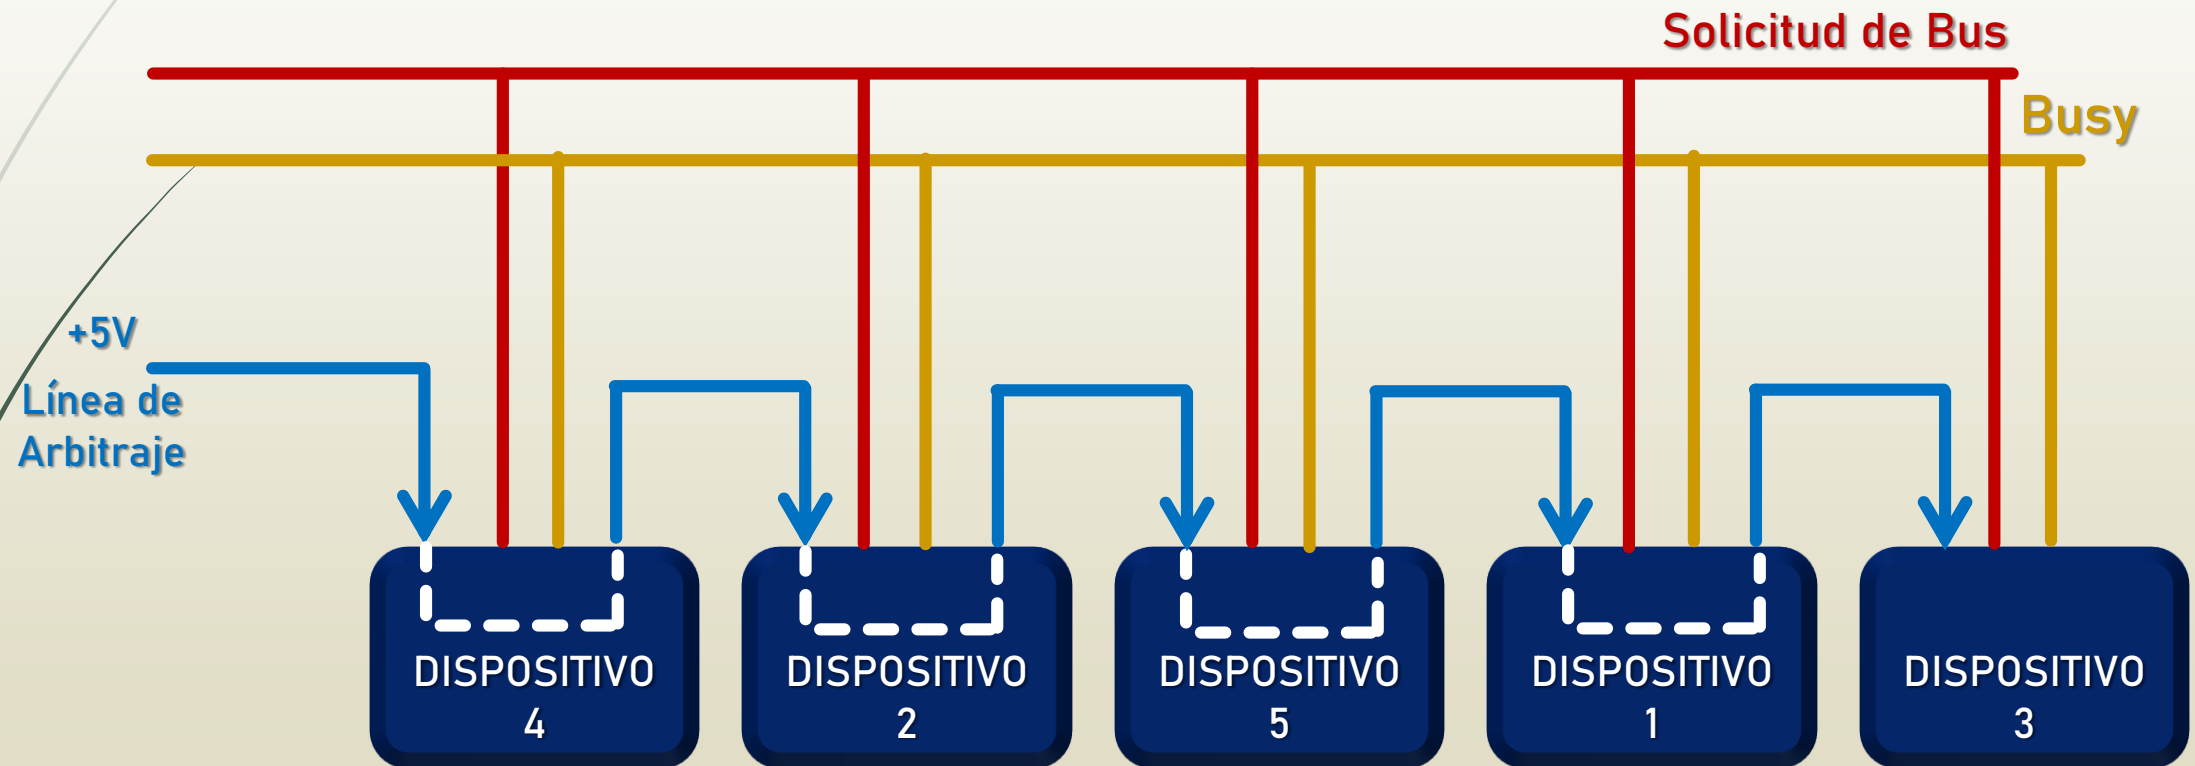 Solicitud de Bus
Busy
+5V
Línea de
Arbitraje
DISPOSITIVO
4
DISPOSITIVO
2
DISPOSITIVO
5
DISPOSITIVO
1
DISPOSITIVO
3